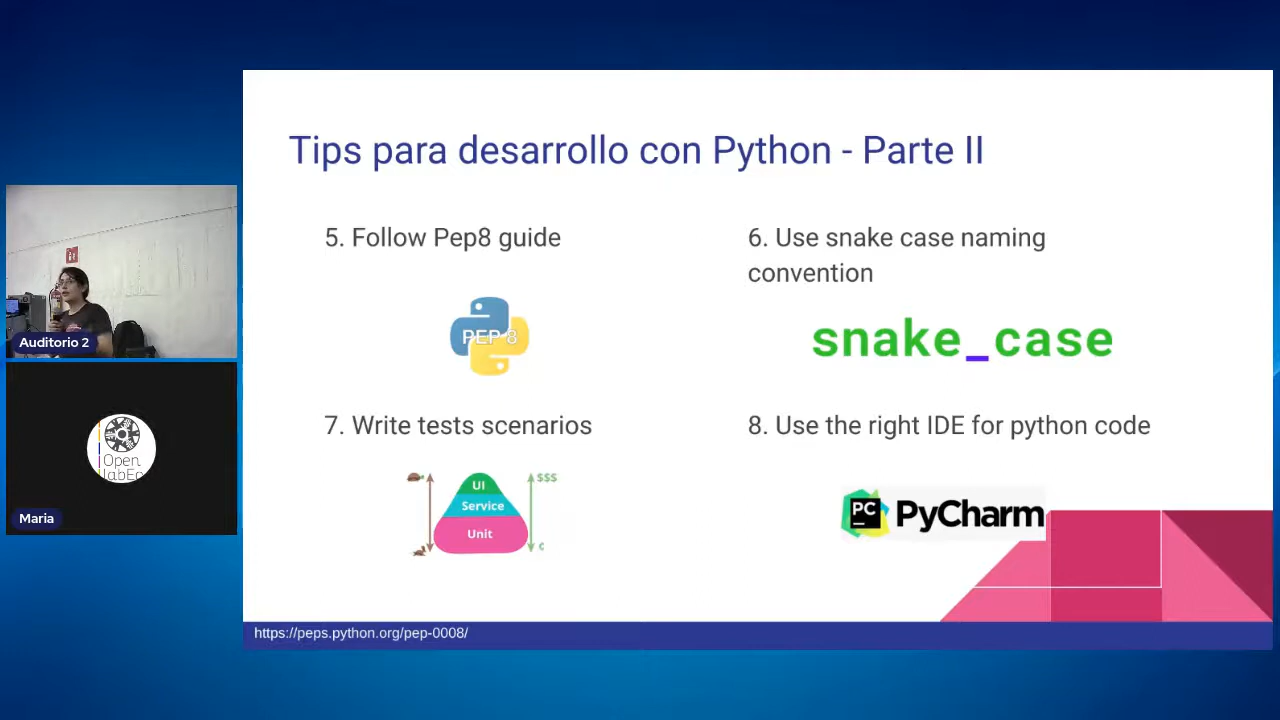 Tips para desarrollo con Python - Parte II
5. Follow Pep8 guide
6. Use snake case naming
convention
PEP 8
snake_case
7. Write tests scenarios
8. Use the right IDE for python code
UI
Service
Unit
$$$
¢
PC
PyCharm
https://peps.python.org/pep-0008/
Auditorio 2
Open
Maria